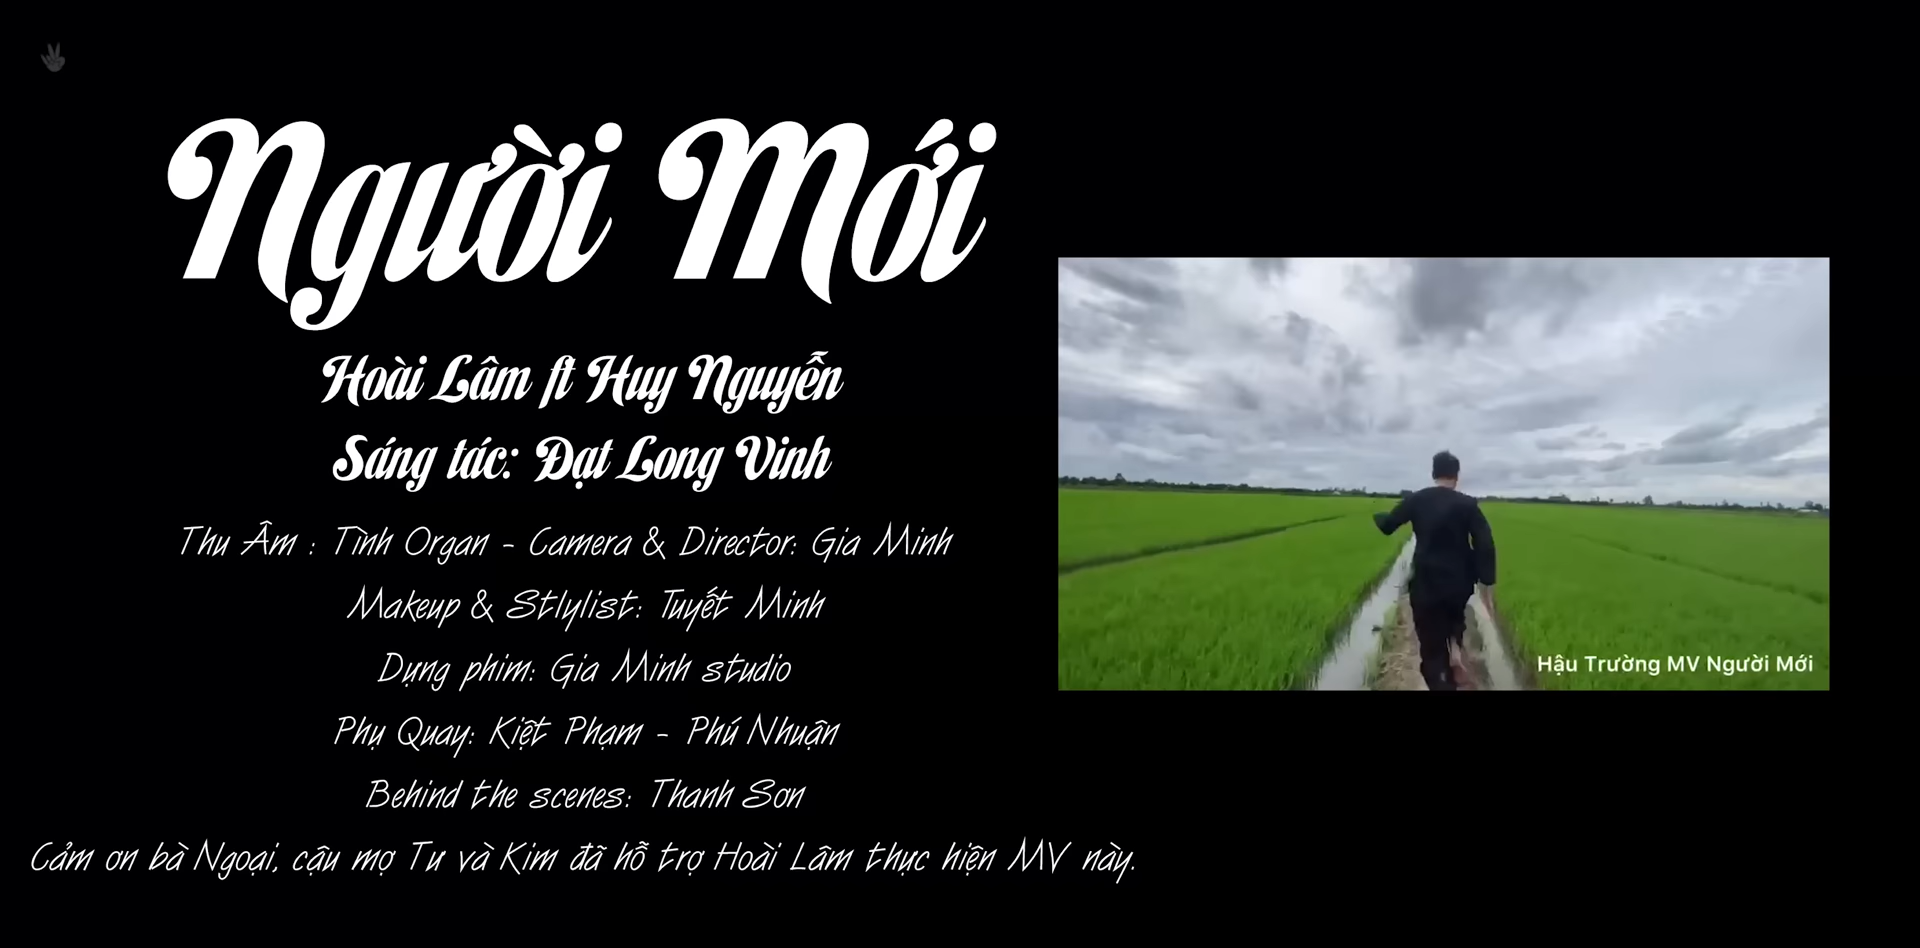 Người Mới
Hoài Lâm ft Huy Nguyễn
Sáng tác: Đạt Long Vinh
Thu Âm : Tình Organ - Camera & Director: Gia Minh
Makeup & Stlylist: Tuyết Minh
Dựng phim: Gia Minh studio
Phụ Quay: Kiệt Phạm - Phú Nhuận
Behind the scenes: Thanh Sơn
Cảm ơn bà Ngoại, cậu mợ Tư và Kim đã hỗ trợ Hoài Lâm thực hiện MV này.
Hậu Trường MV Người Mới